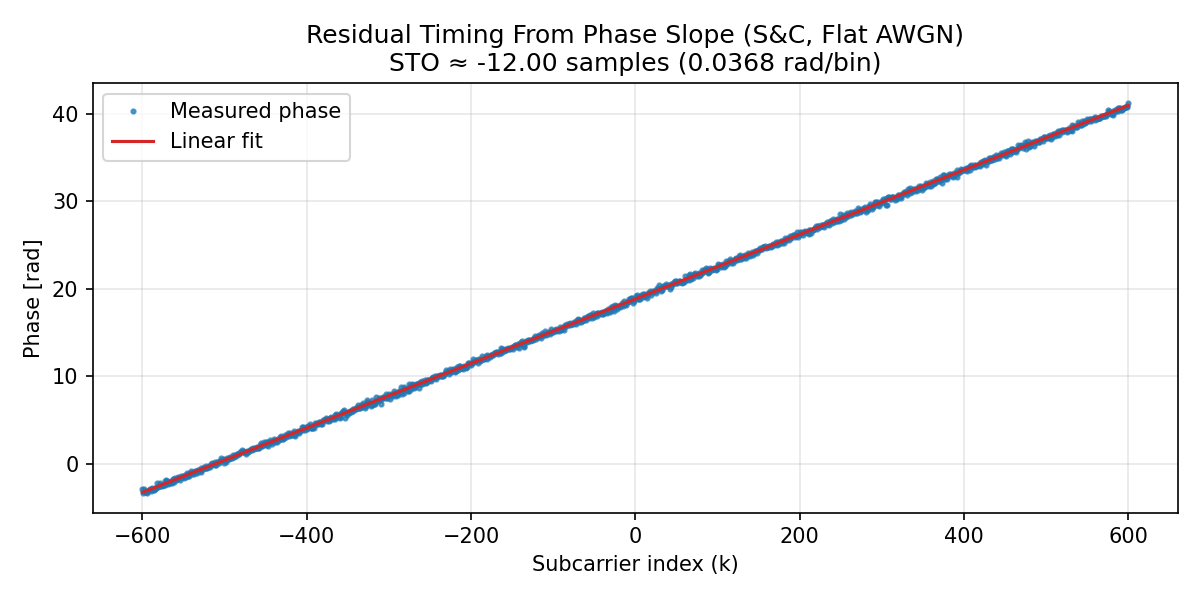 Residual Timing From Phase Slope (S&C, Flat AWGN)
STO ≈ -12.00 samples (0.0368 rad/bin)
Measured phase
Linear fit
Phase [rad]
40
30
20
10
0
−600
−400
−200
0
200
400
600
Subcarrier index (k)